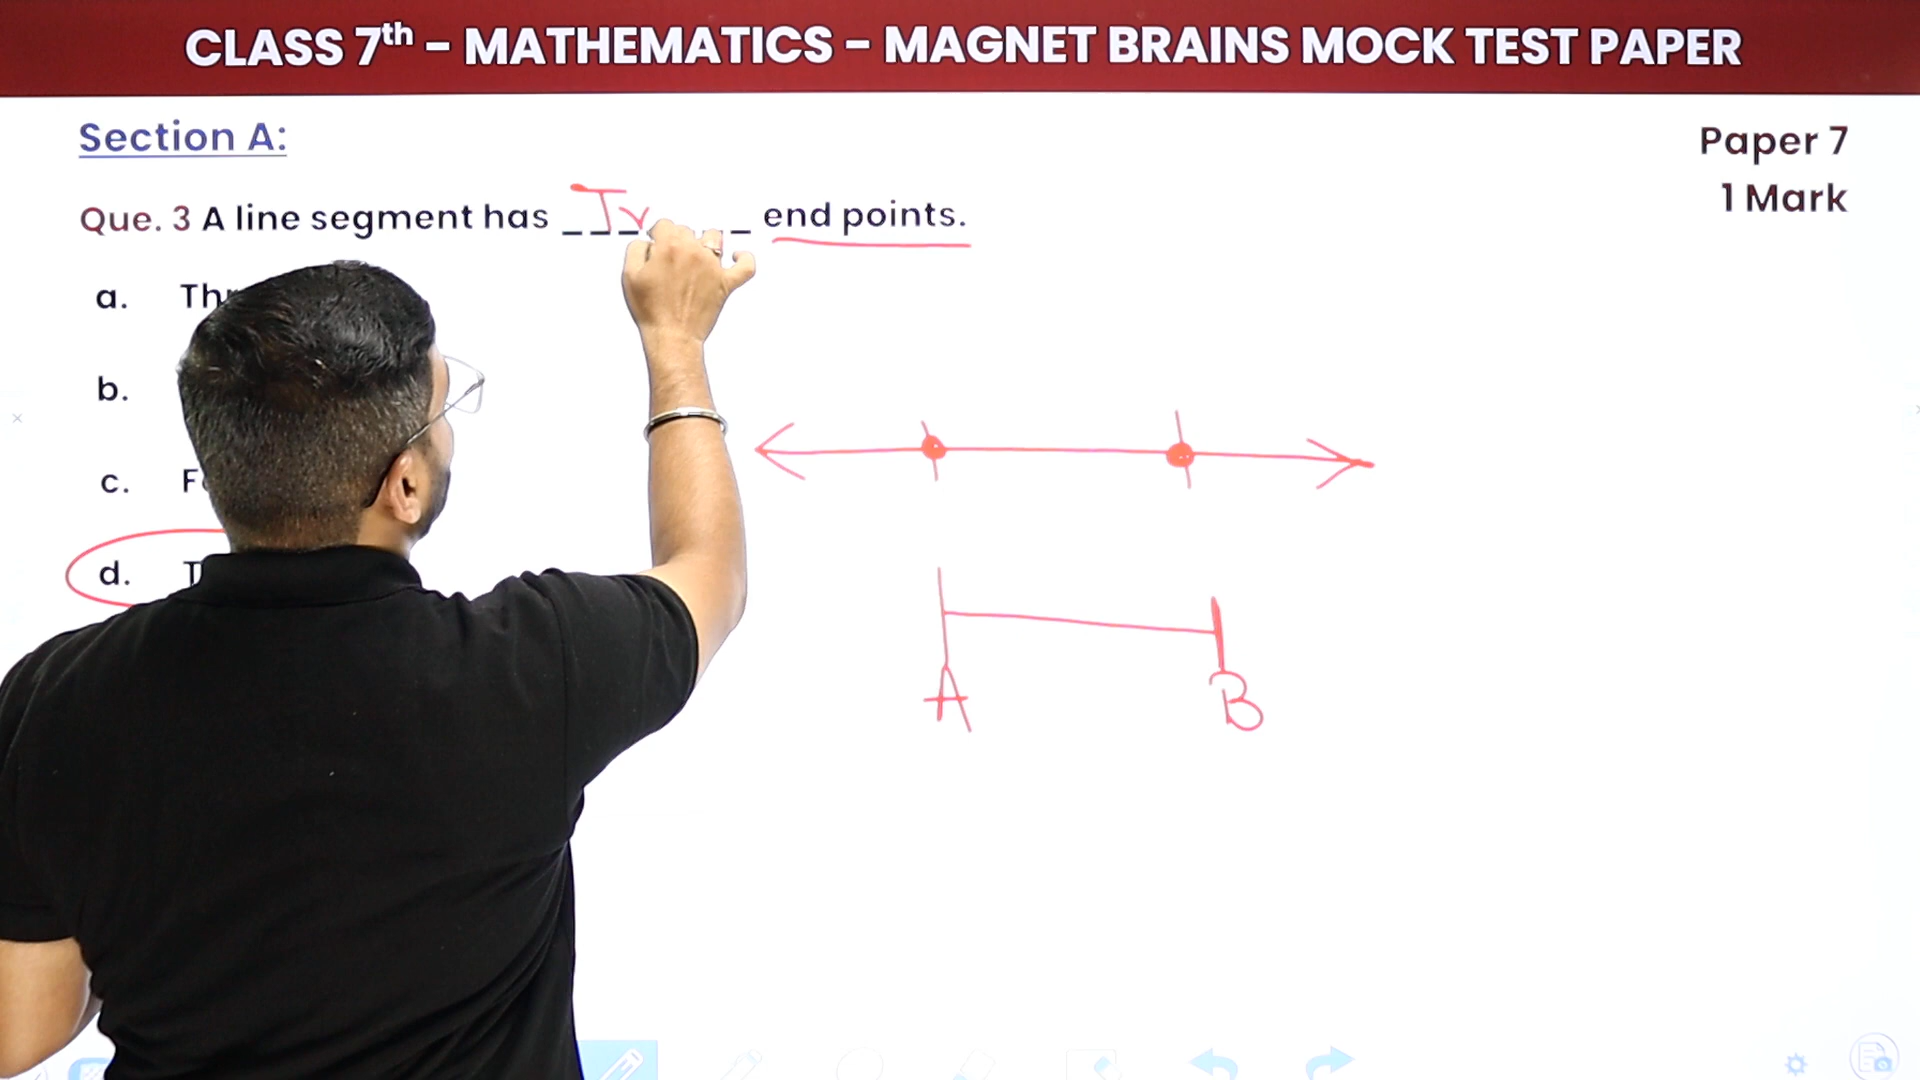 CLASS 7th - MATHEMATICS - MAGNET BRAINS MOCK TEST PAPER
Section A:
Paper 7
1 Mark
Que. 3 A line segment has _ _ _ _ _ _ _ end points.
a.
b.
c.
d.
A B